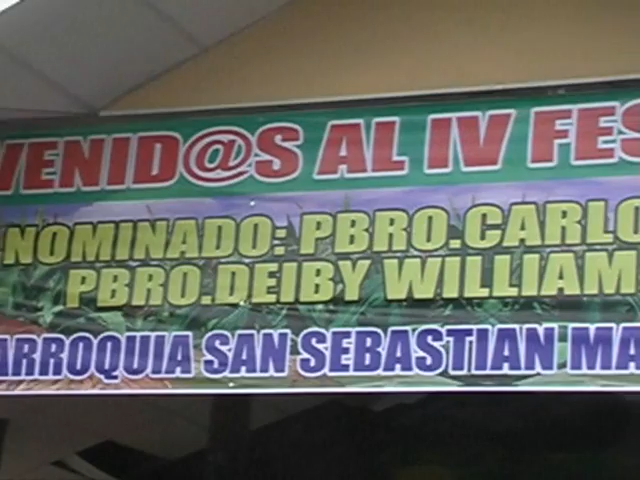 VENID@S AL IV FES
NOMINADO: PBRO.CARLO
PBRO.DEIBY WILLIAM
ARROQUIA SAN SEBASTIAN MA